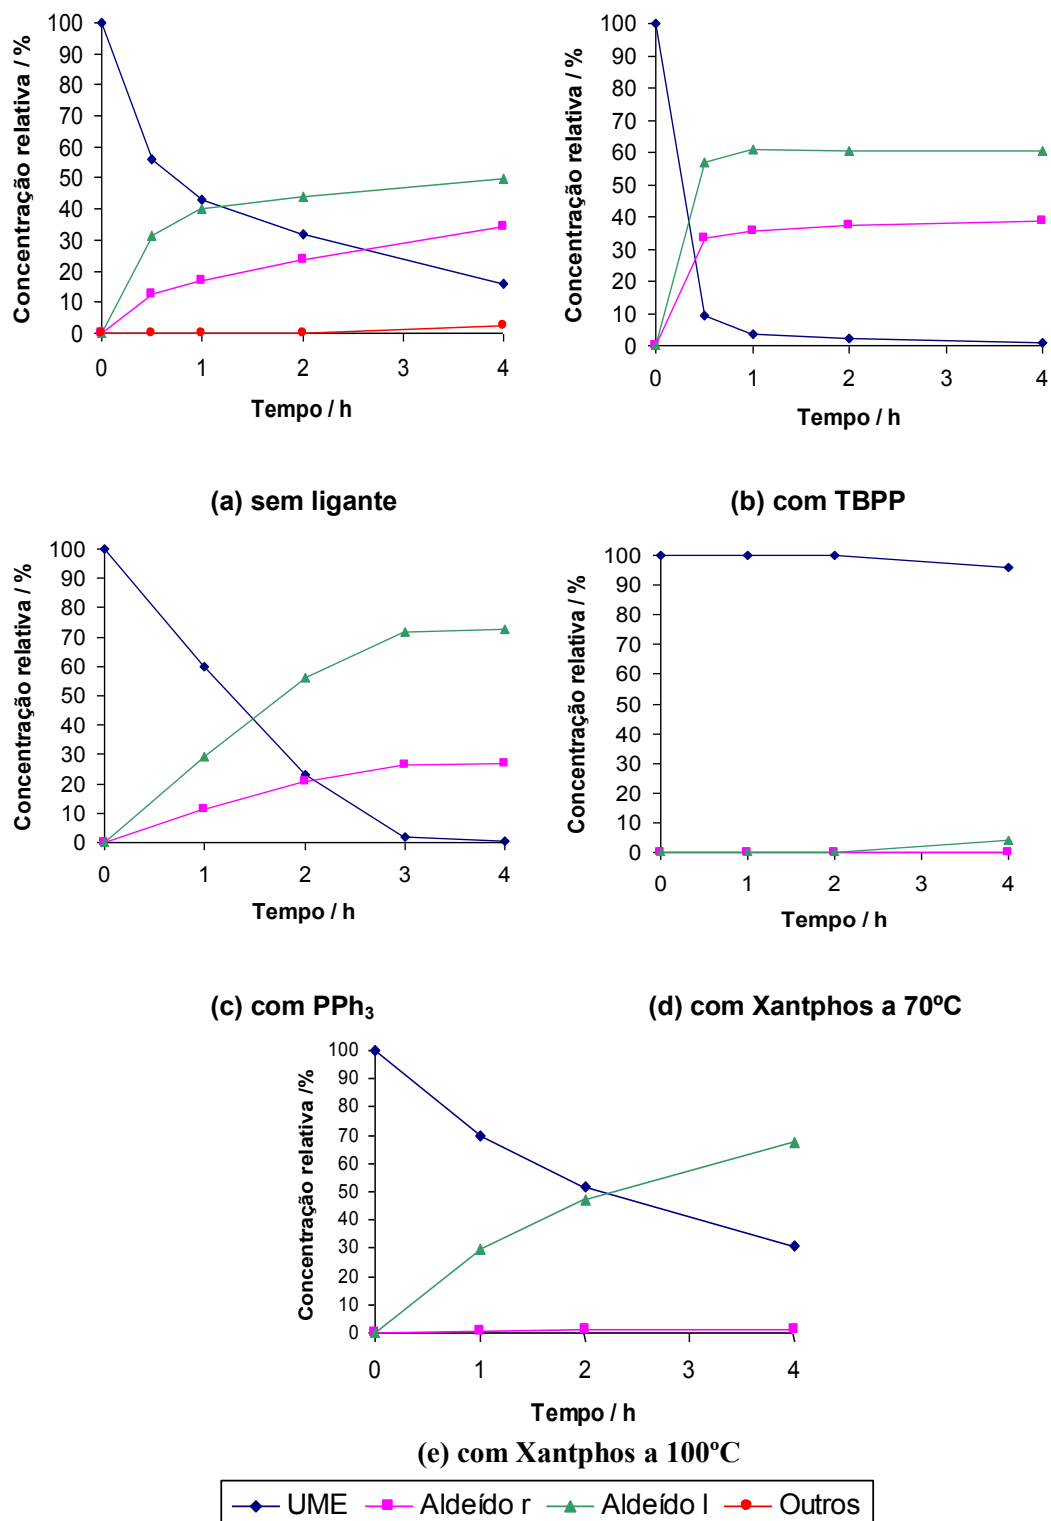 Concentração relativa / %
100
90
80
70
60
50
40
30
20
10
0
0 1 2 3 4
Tempo / h
(a) sem ligante
Concentração relativa / %
100
90
80
70
60
50
40
30
20
10
0
0 1 2 3 4
Tempo / h
(b) com TBPP
Concentração relativa / %
100
90
80
70
60
50
40
30
20
10
0
0 1 2 3 4
Tempo / h
(c) com PPh₃
Concentração relativa / %
100
90
80
70
60
50
40
30
20
10
0
0 1 2 3 4
Tempo / h
(d) com Xantphos a 70ºC
Concentração relativa /%
100
90
80
70
60
50
40
30
20
10
0
0 1 2 3 4
Tempo / h
(e) com Xantphos a 100ºC
UME Aldeído r Aldeído l Outros